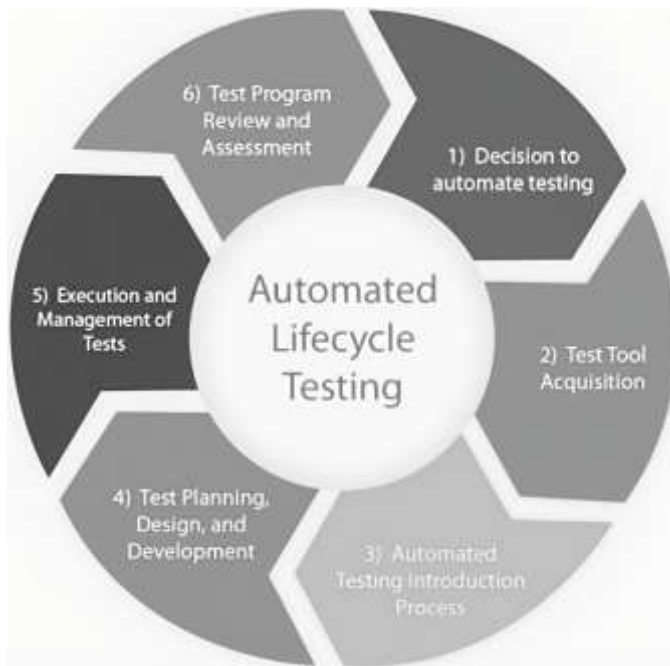 6) Test Program
Review and
Assessment
1) Decision to
automate testing
5) Execution and
Management of
Tests
Automated
Lifecycle
Testing
2) Test Tool
Acquisition
4) Test Planning,
Design, and
Development
3) Automated
Testing Introduction
Process